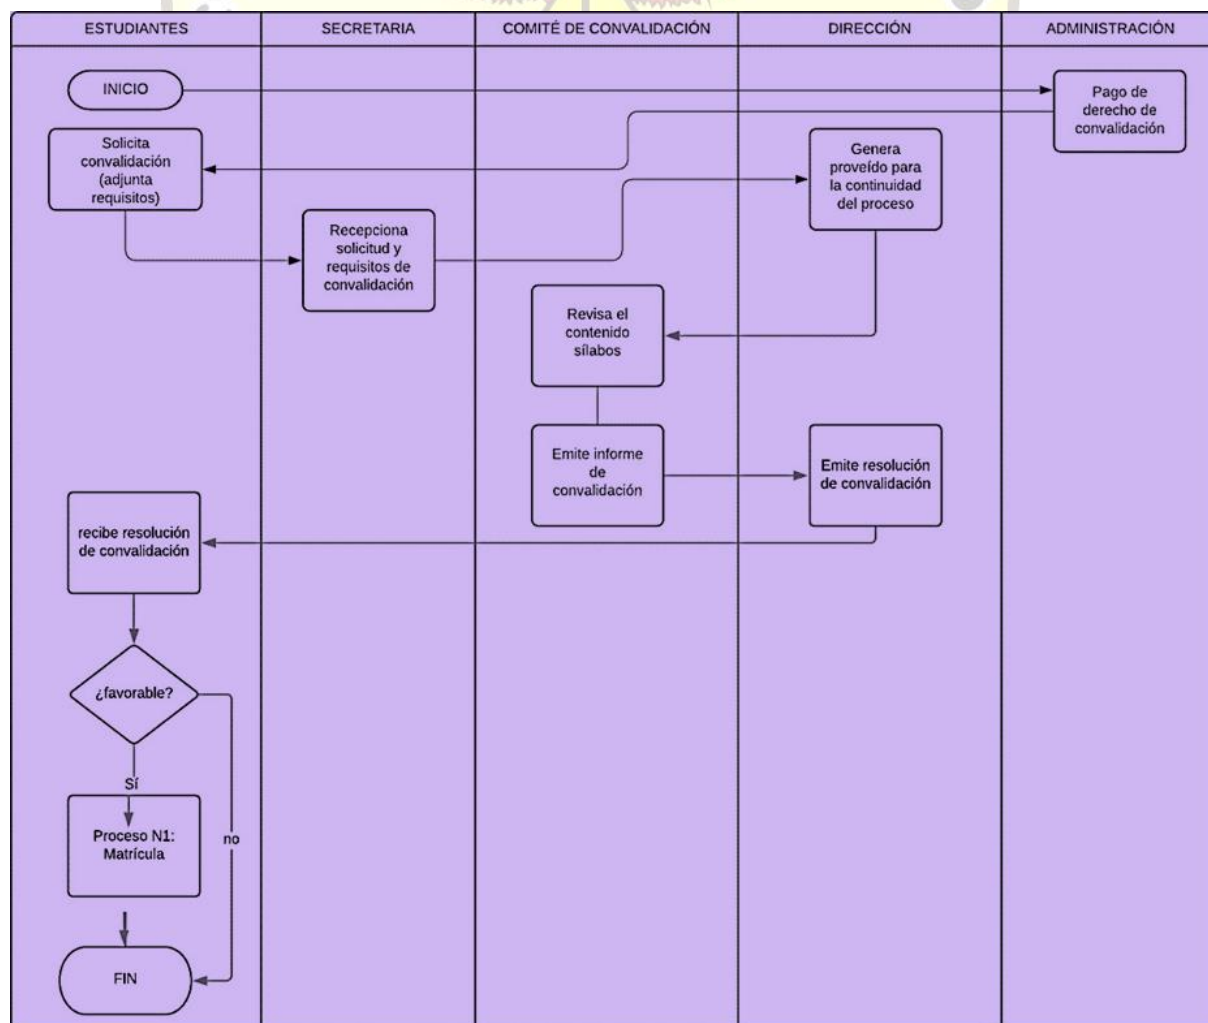 ESTUDIANTES
SECRETARIA
COMITÉ DE CONVALIDACIÓN
DIRECCIÓN
ADMINISTRACIÓN
INICIO
Pago de
derecho de
convalidación
Solicita
convalidación
(adjunta
requisitos)
Genera
proveído para
la continuidad
del proceso
Recepciona
solicitud y
requisitos de
convalidación
Revisa el
contenido
sílabos
Emite informe
de
convalidación
Emite resolución
de convalidación
recibe resolución
de convalidación
¿favorable?
Sí
no
Proceso N1:
Matrícula
FIN